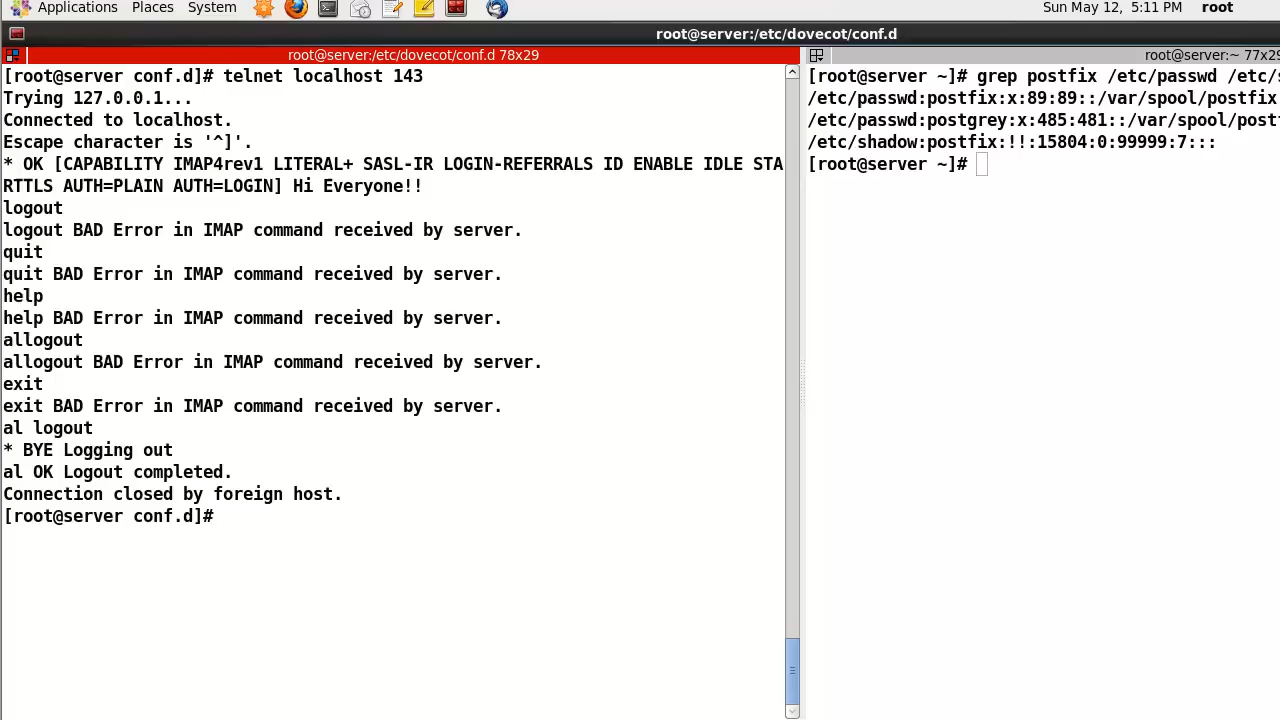 Applications Places System
Sun May 12, 5:11 PM root
root@server:/etc/dovecot/conf.d
root@server:/etc/dovecot/conf.d 78x29
[root@server conf.d]# telnet localhost 143
Trying 127.0.0.1...
Connected to localhost.
Escape character is '^]'.
* OK [CAPABILITY IMAP4rev1 LITERAL+ SASL-IR LOGIN-REFERRALS ID ENABLE IDLE STA
RTTLS AUTH=PLAIN AUTH=LOGIN] Hi Everyone!!
logout
logout BAD Error in IMAP command received by server.
quit
quit BAD Error in IMAP command received by server.
help
help BAD Error in IMAP command received by server.
allogout
allogout BAD Error in IMAP command received by server.
exit
exit BAD Error in IMAP command received by server.
al logout
* BYE Logging out
al OK Logout completed.
Connection closed by foreign host.
[root@server conf.d]#
root@server:~ 77x29
[root@server ~]# grep postfix /etc/passwd /etc/s
/etc/passwd:postfix:x:89:89::/var/spool/postfix
/etc/passwd:postgrey:x:485:481::/var/spool/post
/etc/shadow:postfix:!!:15804:0:99999:7:::
[root@server ~]#